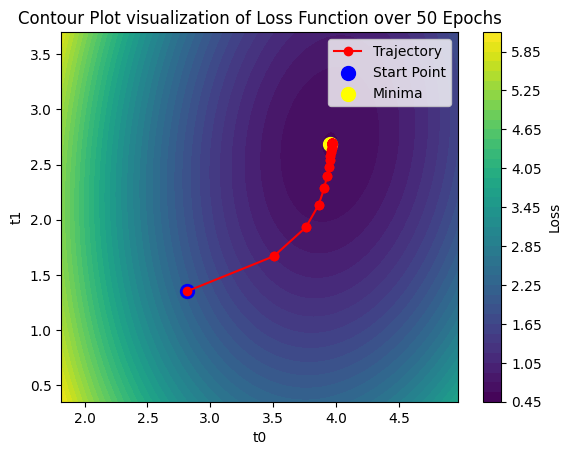 Contour Plot visualization of Loss Function over 50 Epochs
Trajectory
Start Point
Minima
3.5
3.0
2.5
2.0
1.5
1.0
0.5
t1
2.0 2.5 3.0 3.5 4.0 4.5
t0
5.85
5.25
4.65
4.05
3.45
2.85
2.25
1.65
1.05
0.45
Loss